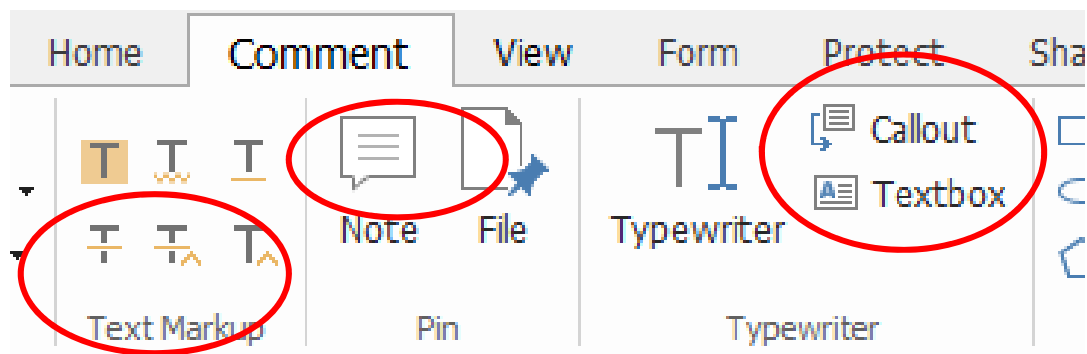 Home Comment View Form Protect
T T T
T T T
Note File Typewriter
Callout
A Textbox
Text Markup Pin Typewriter